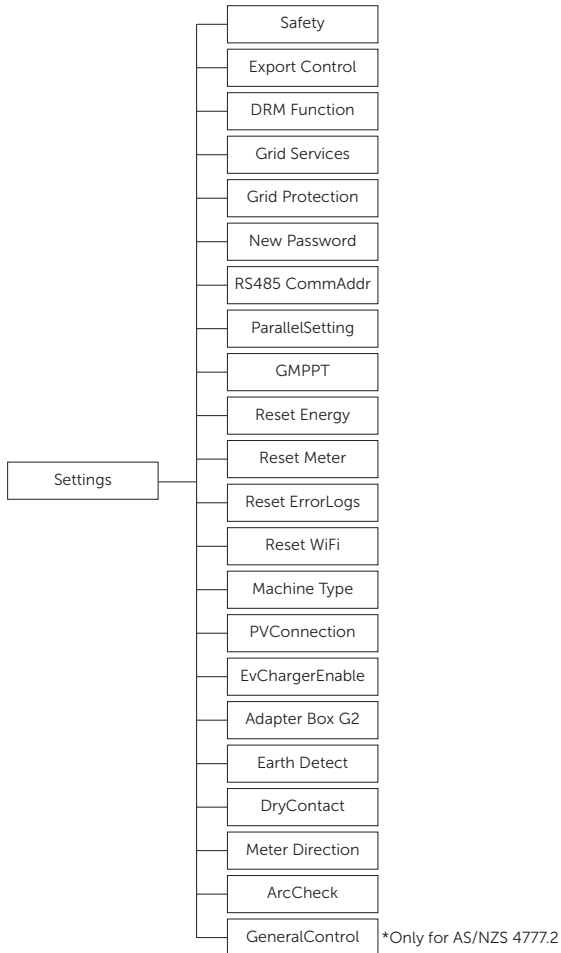 Safety
Export Control
DRM Function
Grid Services
Grid Protection
New Password
RS485 CommAddr
ParallelSetting
GMPPT
Reset Energy
Reset Meter
Settings
Reset ErrorLogs
Reset WiFi
Machine Type
PVConnection
EvChargerEnable
Adapter Box G2
Earth Detect
DryContact
Meter Direction
ArcCheck
GeneralControl *Only for AS/NZS 4777.2